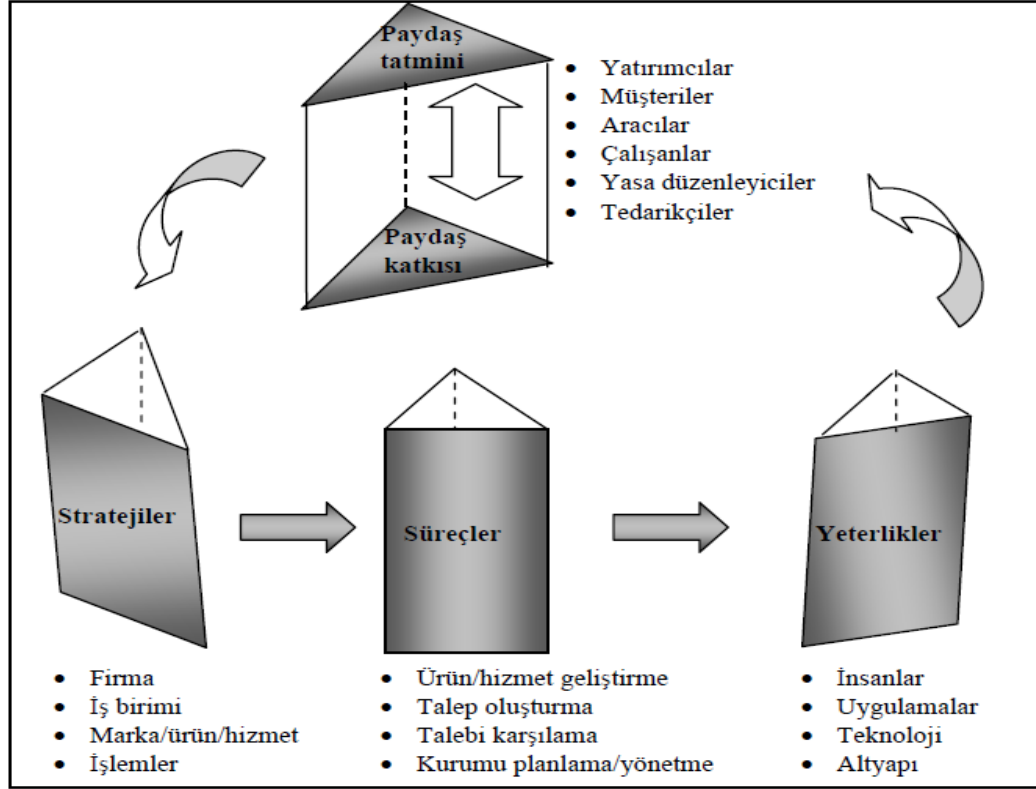 Paydaş
tatmini
• Yatırımcılar
• Müşteriler
• Aracılar
• Çalışanlar
• Yasa düzenleyiciler
• Tedarikçiler
Paydaş
katkısı
Stratejiler
Süreçler
Yeterlikler
• Firma
• İş birimi
• Marka/ürün/hizmet
• İşlemler
• Ürün/hizmet geliştirme
• Talep oluşturma
• Talebi karşılama
• Kurumu planlama/yönetme
• İnsanlar
• Uygulamalar
• Teknoloji
• Altyapı